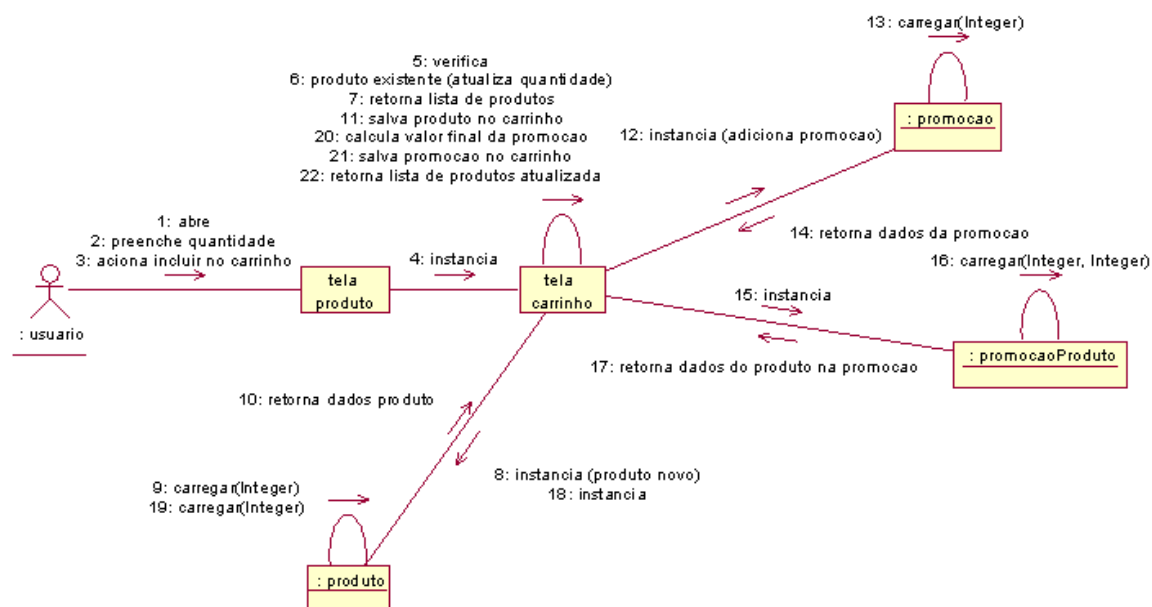 13: carregar(Integer)
: promocao
5: verifica
6: produto existente (atualiza quantidade)
7: retorna lista de produtos
11: salva produto no carrinho
20: calcula valor final da promocao
21: salva promocao no carrinho
22: retorna lista de produtos atualizada
12: instancia (adiciona promocao)
14: retorna dados da promocao
1: abre
2: preenche quantidade
3: aciona incluir no carrinho
: usuario
tela
produto
4: instancia
tela
carrinho
16: carregar(Integer, Integer)
15: instancia
: promocaoProduto
17: retorna dados do produto na promocao
10: retorna dados produto
8: instancia (produto novo)
18: instancia
9: carregar(Integer)
19: carregar(Integer)
: produto